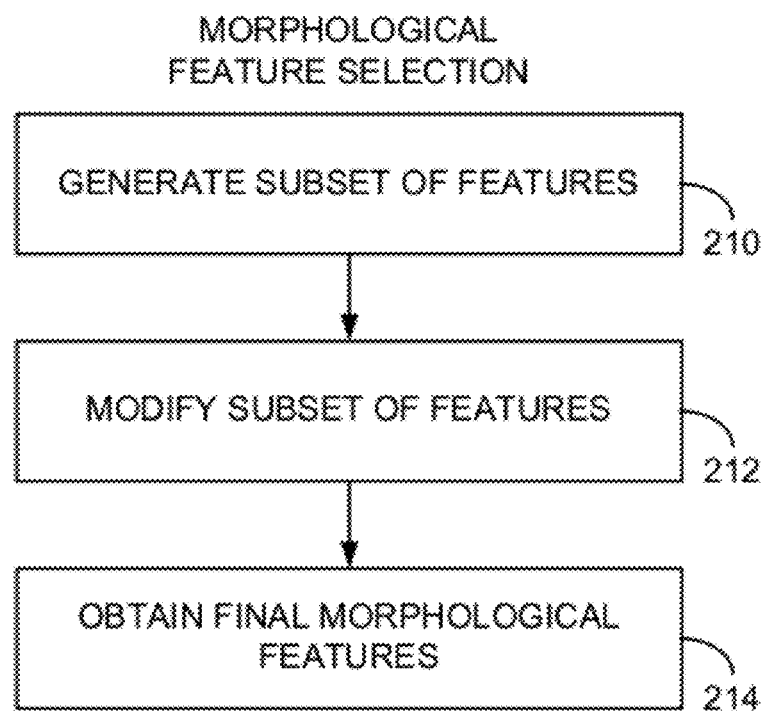 MORPHOLOGICAL
FEATURE SELECTION
GENERATE SUBSET OF FEATURES
210
MODIFY SUBSET OF FEATURES
212
OBTAIN FINAL MORPHOLOGICAL
FEATURES
214